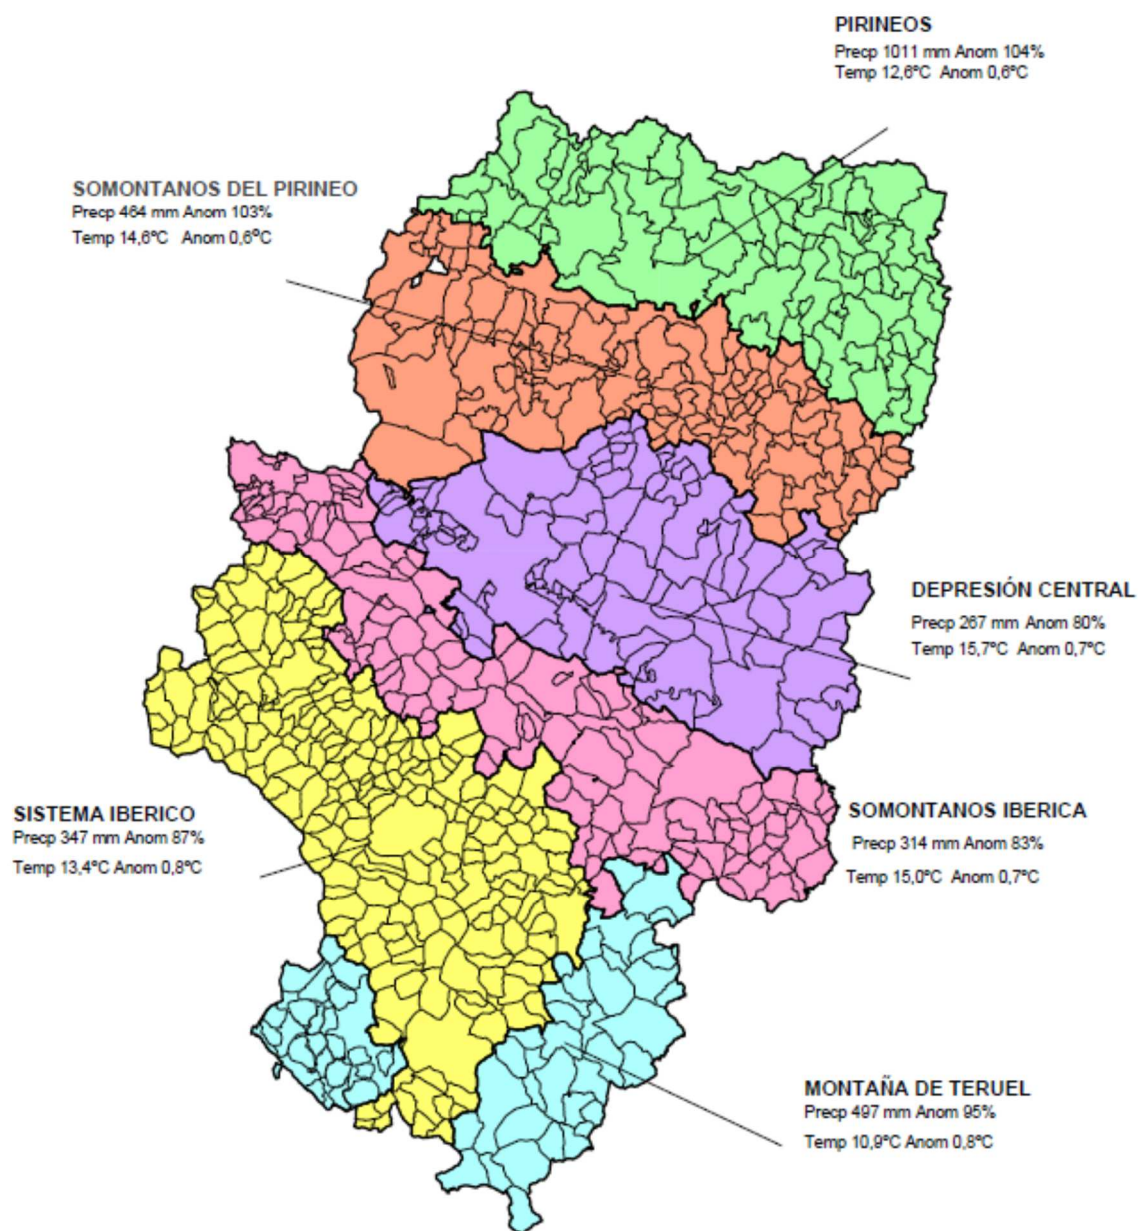 PIRINEOS
Precp 1011 mm Anom 104%
Temp 12,6ºC Anom 0,6ºC
SOMONTANOS DEL PIRINEO
Precp 464 mm Anom 103%
Temp 14,6ºC Anom 0,6ºC
DEPRESIÓN CENTRAL
Precp 267 mm Anom 80%
Temp 15,7ºC Anom 0,7ºC
SISTEMA IBERICO
Precp 347 mm Anom 87%
Temp 13,4ºC Anom 0,8ºC
SOMONTANOS IBERICA
Precp 314 mm Anom 83%
Temp 15,0ºC Anom 0,7ºC
MONTAÑA DE TERUEL
Precp 497 mm Anom 95%
Temp 10,9ºC Anom 0,8ºC